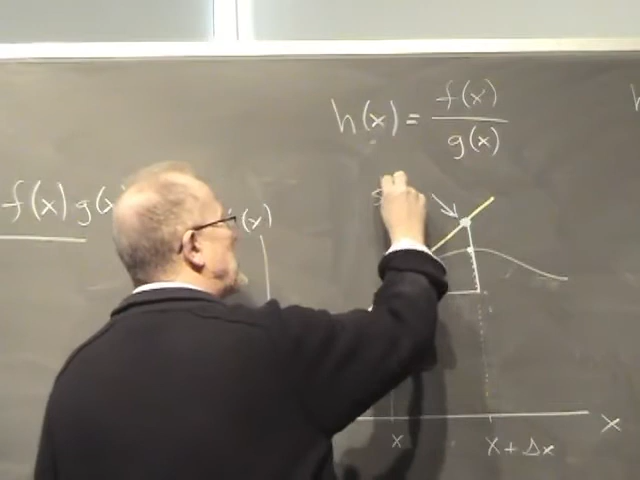 h(x) = f(x) / g(x)
f(x) g(x
(x)
x
x + Δx
X